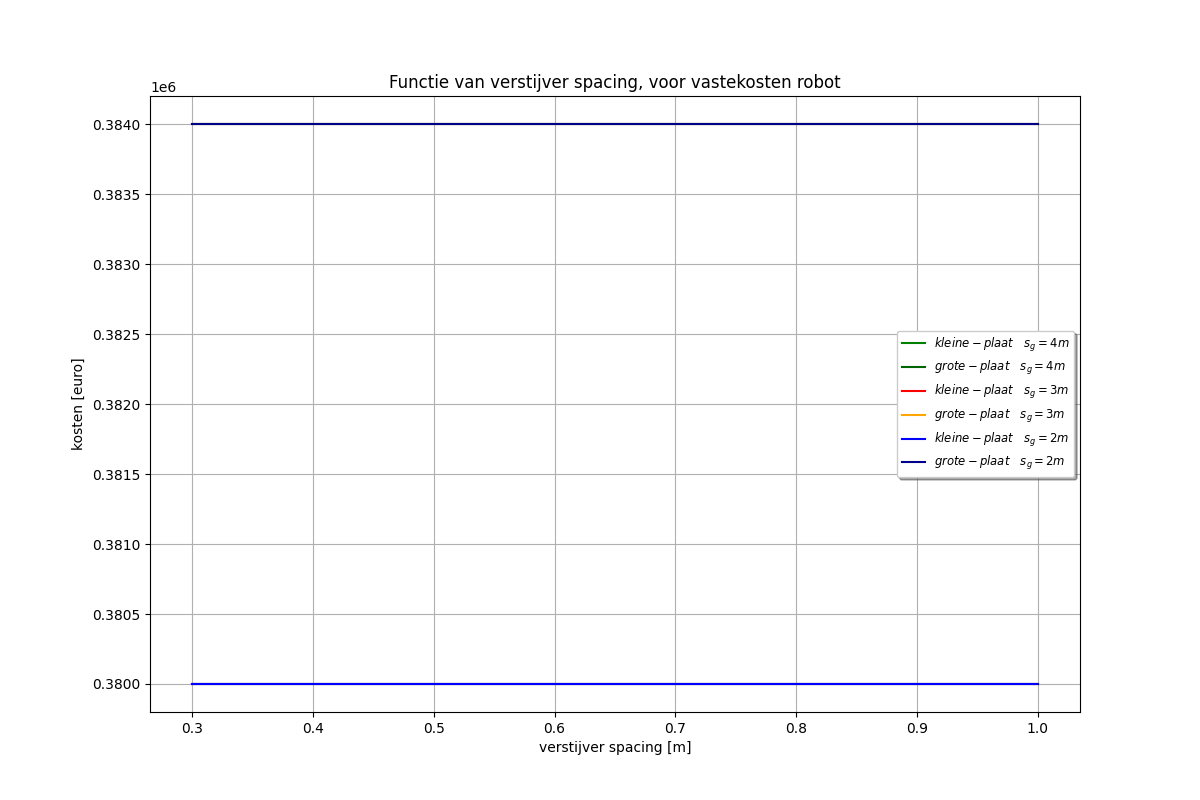 Functie van verstijver spacing, voor vastekosten robot
1e6
0.3840
0.3835
0.3830
0.3825
0.3820
0.3815
0.3810
0.3805
0.3800
kosten [euro]
kleine − plaat s_g = 4m
grote − plaat s_g = 4m
kleine − plaat s_g = 3m
grote − plaat s_g = 3m
kleine − plaat s_g = 2m
grote − plaat s_g = 2m
0.3 0.4 0.5 0.6 0.7 0.8 0.9 1.0
verstijver spacing [m]